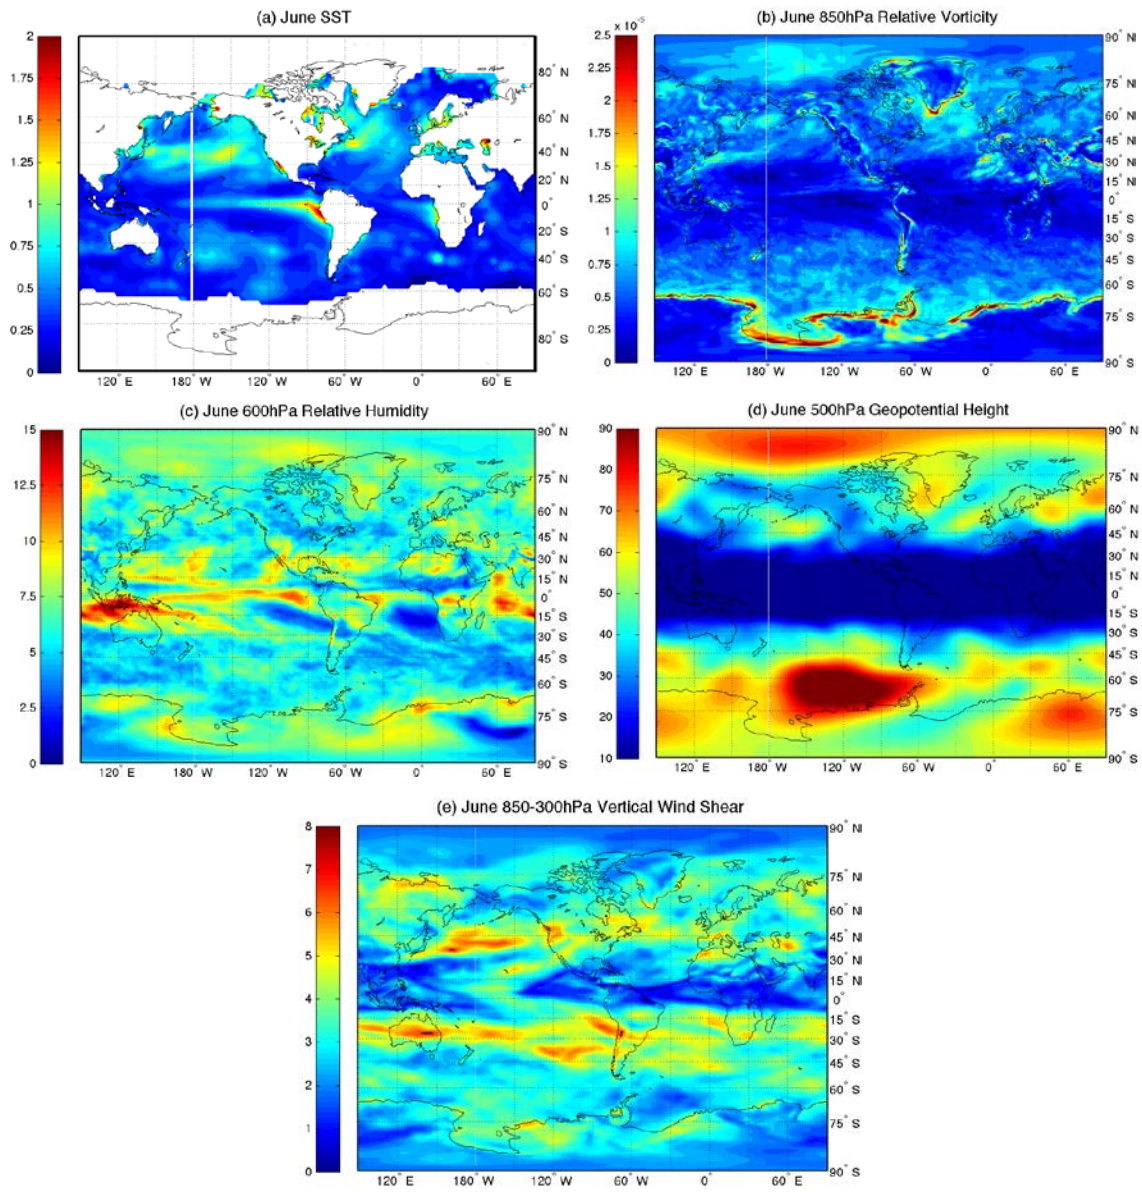 (a) June SST
2
1.75
1.5
1.25
1
0.75
0.5
0.25
0
80° N
60° N
40° N
20° N
0°
20° S
40° S
60° S
80° S
120° E
180° W
120° W
60° W
0°
60° E
(b) June 850hPa Relative Vorticity
x 10⁻⁵
2.5
2.25
2
1.75
1.5
1.25
1
0.75
0.5
0.25
0
90° N
75° N
60° N
45° N
30° N
15° N
0°
15° S
30° S
45° S
60° S
75° S
90° S
120° E
180° W
120° W
60° W
0°
60° E
(c) June 600hPa Relative Humidity
15
12.5
10
7.5
5
2.5
0
90° N
75° N
60° N
45° N
30° N
15° N
0°
15° S
30° S
45° S
60° S
75° S
90° S
120° E
180° W
120° W
60° W
0°
60° E
(d) June 500hPa Geopotential Height
90
80
70
60
50
40
30
20
10
90° N
75° N
60° N
45° N
30° N
15° N
0°
15° S
30° S
45° S
60° S
75° S
90° S
120° E
180° W
120° W
60° W
0°
60° E
(e) June 850-300hPa Vertical Wind Shear
8
7
6
5
4
3
2
1
0
90° N
75° N
60° N
45° N
30° N
15° N
0°
15° S
30° S
45° S
60° S
75° S
90° S
120° E
180° W
120° W
60° W
0°
60° E